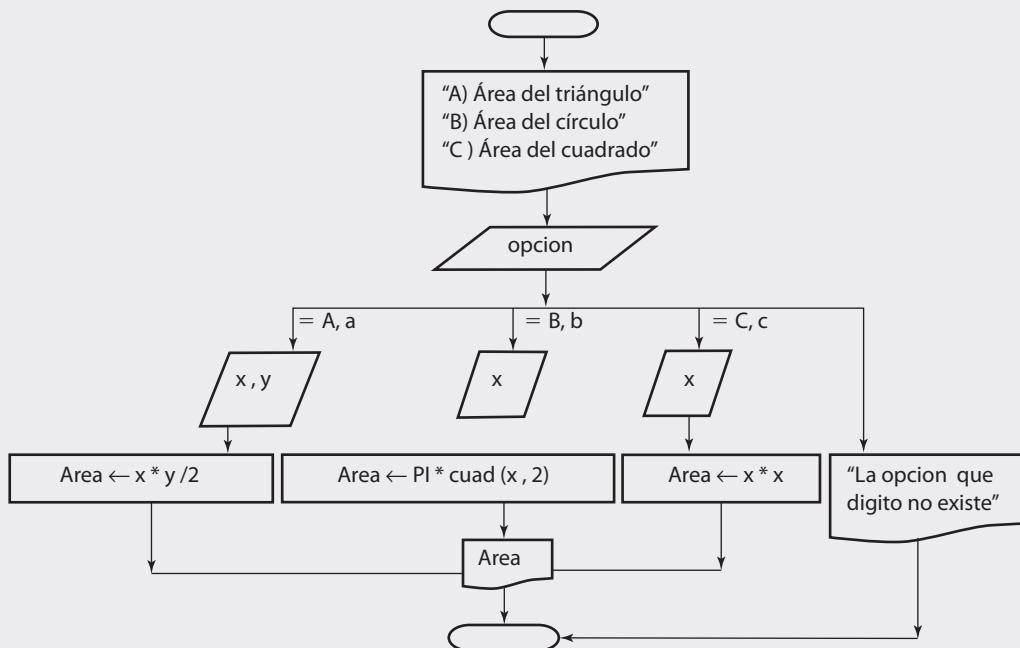 “A) Área del triángulo”
“B) Área del círculo”
“C ) Área del cuadrado”
opcion
= A, a
= B, b
= C, c
x , y
x
x
Area ← x * y /2
Area ← PI * cuad (x , 2)
Area ← x * x
“La opcion que
digito no existe”
Area